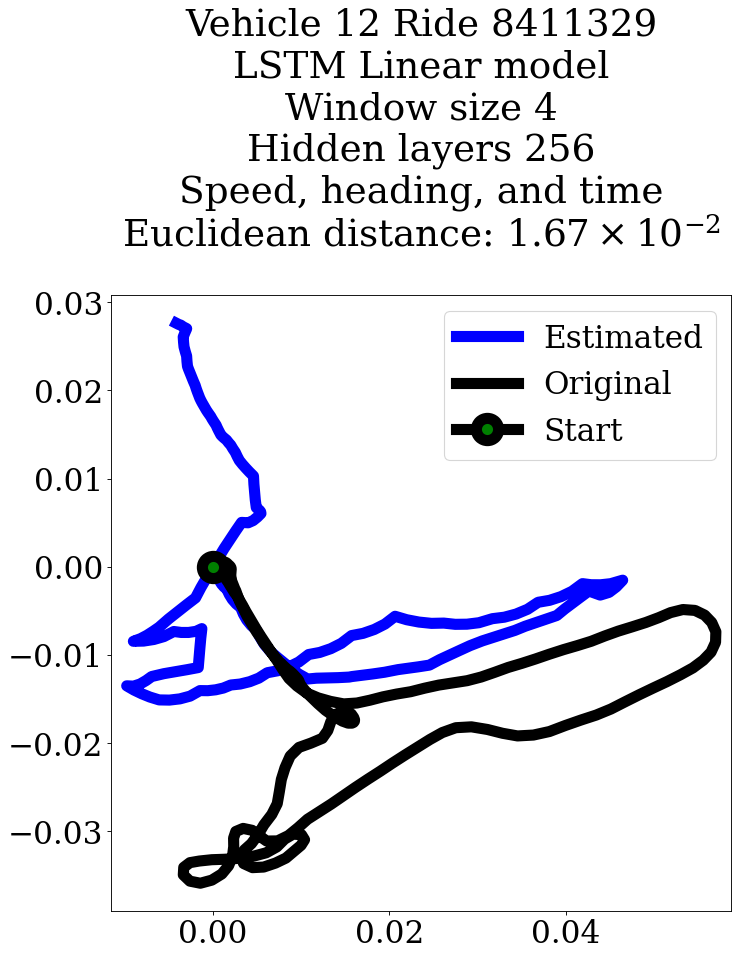 Vehicle 12 Ride 8411329
LSTM Linear model
Window size 4
Hidden layers 256
Speed, heading, and time
Euclidean distance: 1.67 × 10⁻²
0.03
0.02
0.01
0.00
−0.01
−0.02
−0.03
Estimated
Original
Start
0.00 0.02 0.04